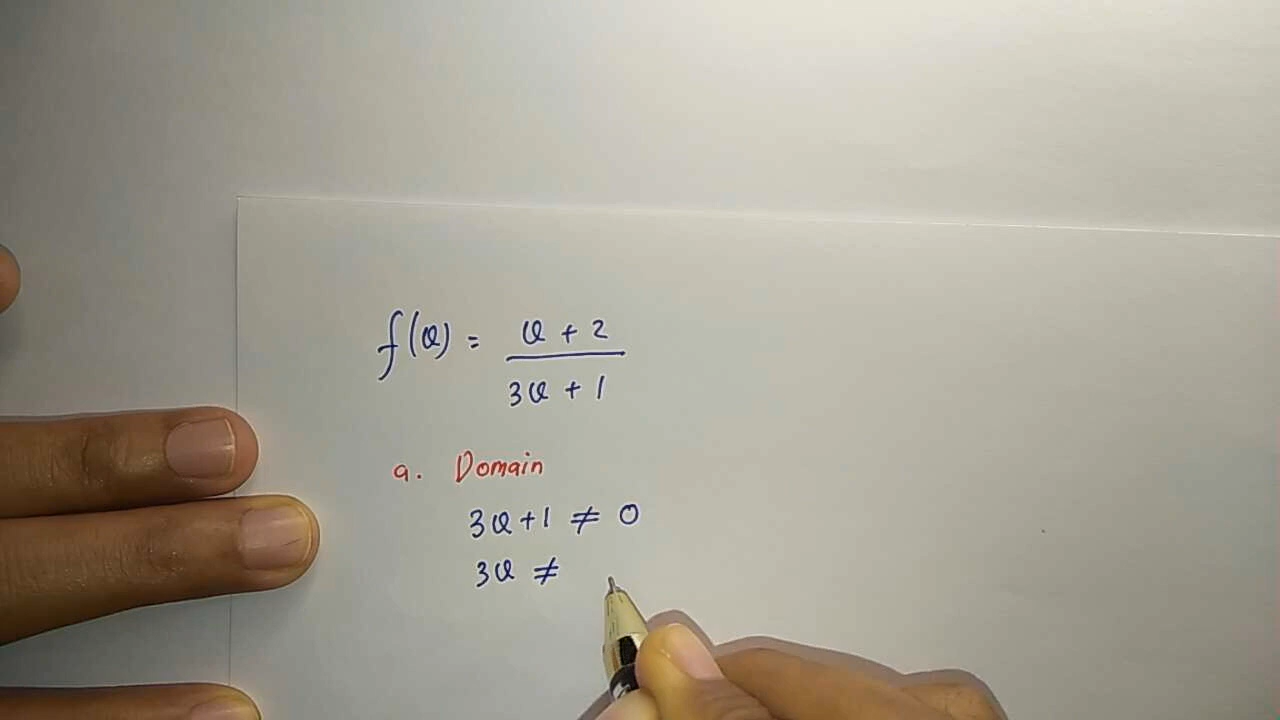 f(x) = x + 2 / 3x + 1
a. Domain
3x + 1 ≠ 0
3x ≠